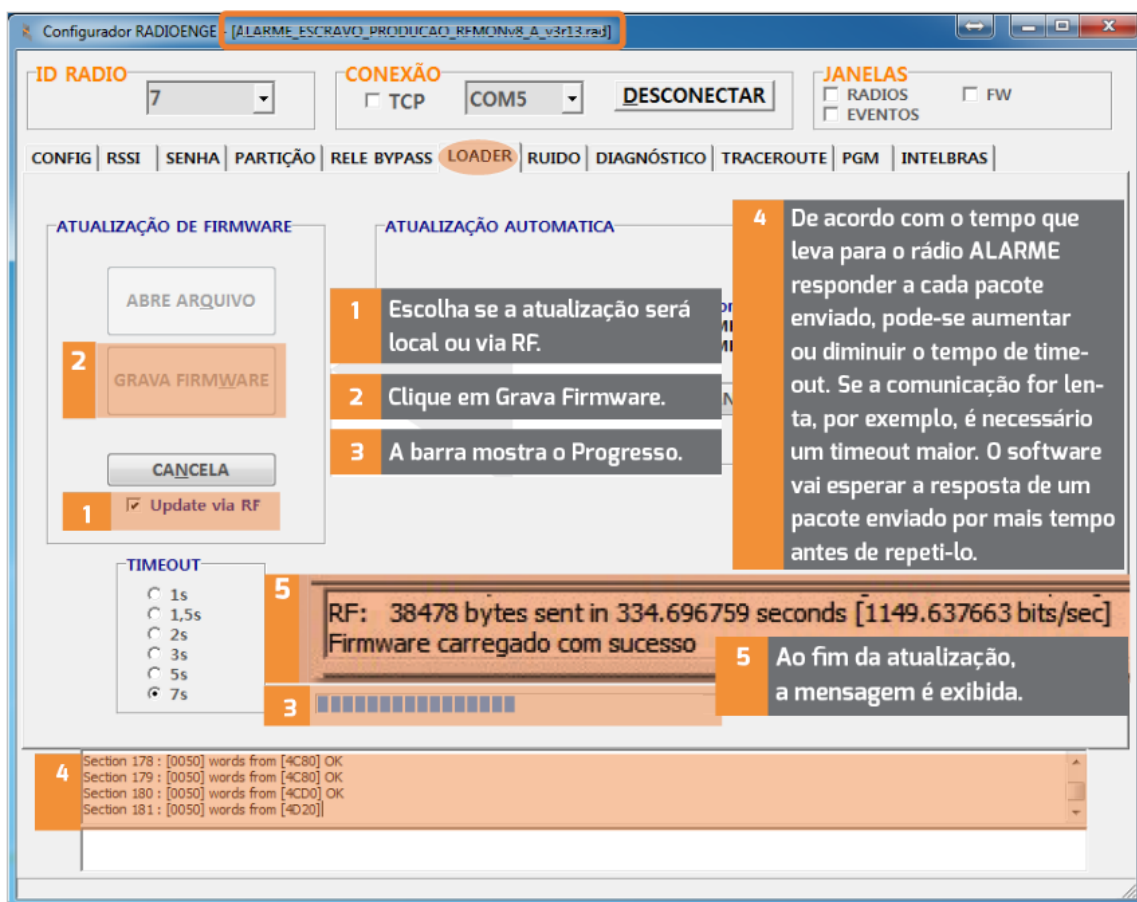 Configurador RADIOENGE - [ALARME_ESCRAVO_PRODUCAO_REMONv8_A_v3r13.rad]
ID RADIO
7
CONEXÃO
TCP
COM5
DESCONECTAR
JANELAS
RADIOS
FW
EVENTOS
CONFIG RSSI SENHA PARTIÇÃO RELE BYPASS LOADER RUIDO DIAGNÓSTICO TRACEROUTE PGM INTELBRAS
ATUALIZAÇÃO DE FIRMWARE
ABRE ARQUIVO
2
GRAVA FIRMWARE
CANCELA
1
Update via RF
ATUALIZAÇÃO AUTOMATICA
1 Escolha se a atualização será
local ou via RF.
2 Clique em Grava Firmware.
3 A barra mostra o Progresso.
4 De acordo com o tempo que
leva para o rádio ALARME
responder a cada pacote
enviado, pode-se aumentar
ou diminuir o tempo de time-
out. Se a comunicação for len-
ta, por exemplo, é necessário
um timeout maior. O software
vai esperar a resposta de um
pacote enviado por mais tempo
antes de repeti-lo.
TIMEOUT
1s
1,5s
2s
3s
5s
7s
5
RF: 38478 bytes sent in 334.696759 seconds [1149.637663 bits/sec]
Firmware carregado com sucesso
5 Ao fim da atualização,
a mensagem é exibida.
3
4
Section 178 : [0050] words from [4C80] OK
Section 179 : [0050] words from [4C80] OK
Section 180 : [0050] words from [4CD0] OK
Section 181 : [0050] words from [4D20]